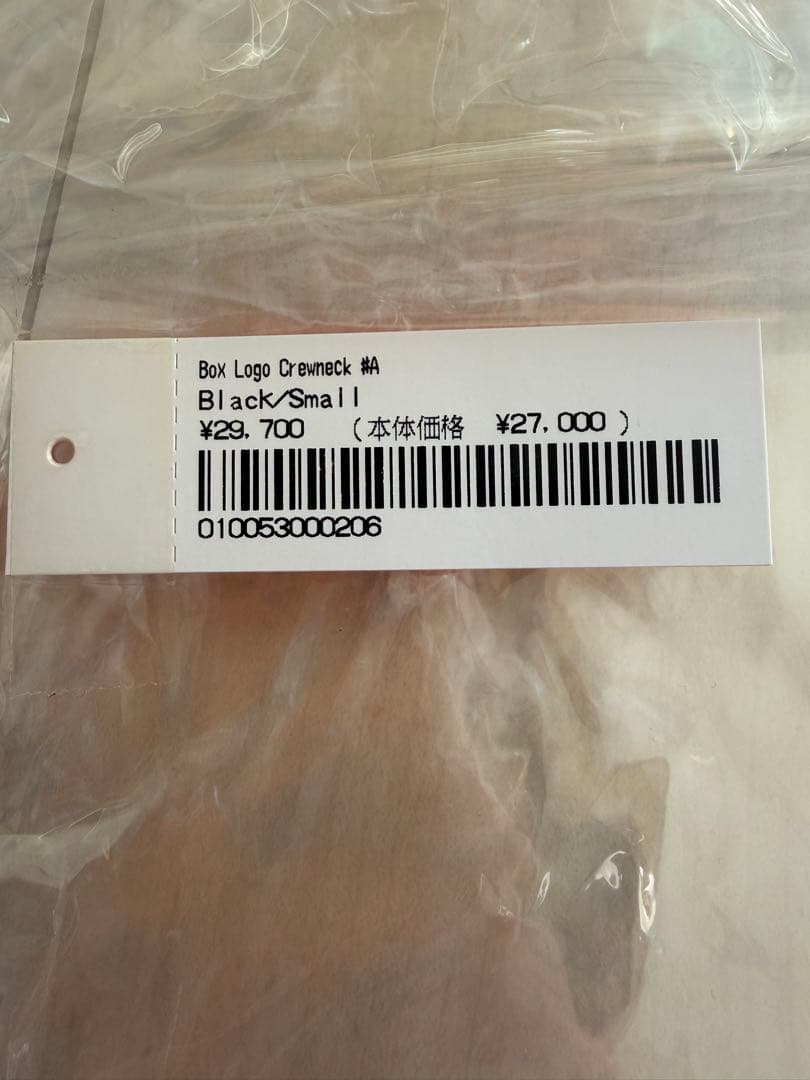 Box Logo Crewneck #A
Black/Small
¥29,700 (本体価格 ¥27,000 )
010053000206